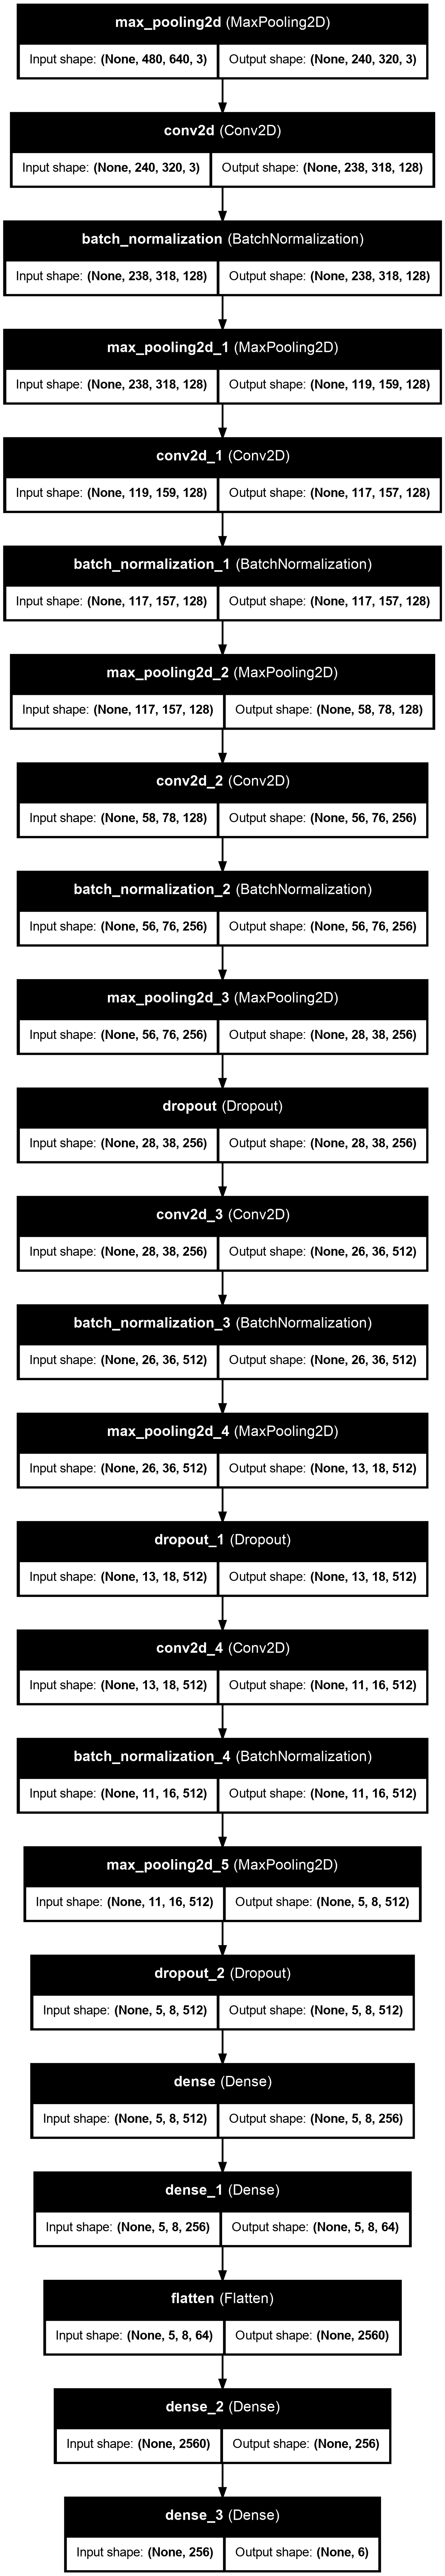 max_pooling2d (MaxPooling2D)
Input shape: (None, 480, 640, 3) Output shape: (None, 240, 320, 3)
conv2d (Conv2D)
Input shape: (None, 240, 320, 3) Output shape: (None, 238, 318, 128)
batch_normalization (BatchNormalization)
Input shape: (None, 238, 318, 128) Output shape: (None, 238, 318, 128)
max_pooling2d_1 (MaxPooling2D)
Input shape: (None, 238, 318, 128) Output shape: (None, 119, 159, 128)
conv2d_1 (Conv2D)
Input shape: (None, 119, 159, 128) Output shape: (None, 117, 157, 128)
batch_normalization_1 (BatchNormalization)
Input shape: (None, 117, 157, 128) Output shape: (None, 117, 157, 128)
max_pooling2d_2 (MaxPooling2D)
Input shape: (None, 117, 157, 128) Output shape: (None, 58, 78, 128)
conv2d_2 (Conv2D)
Input shape: (None, 58, 78, 128) Output shape: (None, 56, 76, 256)
batch_normalization_2 (BatchNormalization)
Input shape: (None, 56, 76, 256) Output shape: (None, 56, 76, 256)
max_pooling2d_3 (MaxPooling2D)
Input shape: (None, 56, 76, 256) Output shape: (None, 28, 38, 256)
dropout (Dropout)
Input shape: (None, 28, 38, 256) Output shape: (None, 28, 38, 256)
conv2d_3 (Conv2D)
Input shape: (None, 28, 38, 256) Output shape: (None, 26, 36, 512)
batch_normalization_3 (BatchNormalization)
Input shape: (None, 26, 36, 512) Output shape: (None, 26, 36, 512)
max_pooling2d_4 (MaxPooling2D)
Input shape: (None, 26, 36, 512) Output shape: (None, 13, 18, 512)
dropout_1 (Dropout)
Input shape: (None, 13, 18, 512) Output shape: (None, 13, 18, 512)
conv2d_4 (Conv2D)
Input shape: (None, 13, 18, 512) Output shape: (None, 11, 16, 512)
batch_normalization_4 (BatchNormalization)
Input shape: (None, 11, 16, 512) Output shape: (None, 11, 16, 512)
max_pooling2d_5 (MaxPooling2D)
Input shape: (None, 11, 16, 512) Output shape: (None, 5, 8, 512)
dropout_2 (Dropout)
Input shape: (None, 5, 8, 512) Output shape: (None, 5, 8, 512)
dense (Dense)
Input shape: (None, 5, 8, 512) Output shape: (None, 5, 8, 256)
dense_1 (Dense)
Input shape: (None, 5, 8, 256) Output shape: (None, 5, 8, 64)
flatten (Flatten)
Input shape: (None, 5, 8, 64) Output shape: (None, 2560)
dense_2 (Dense)
Input shape: (None, 2560) Output shape: (None, 256)
dense_3 (Dense)
Input shape: (None, 256) Output shape: (None, 6)